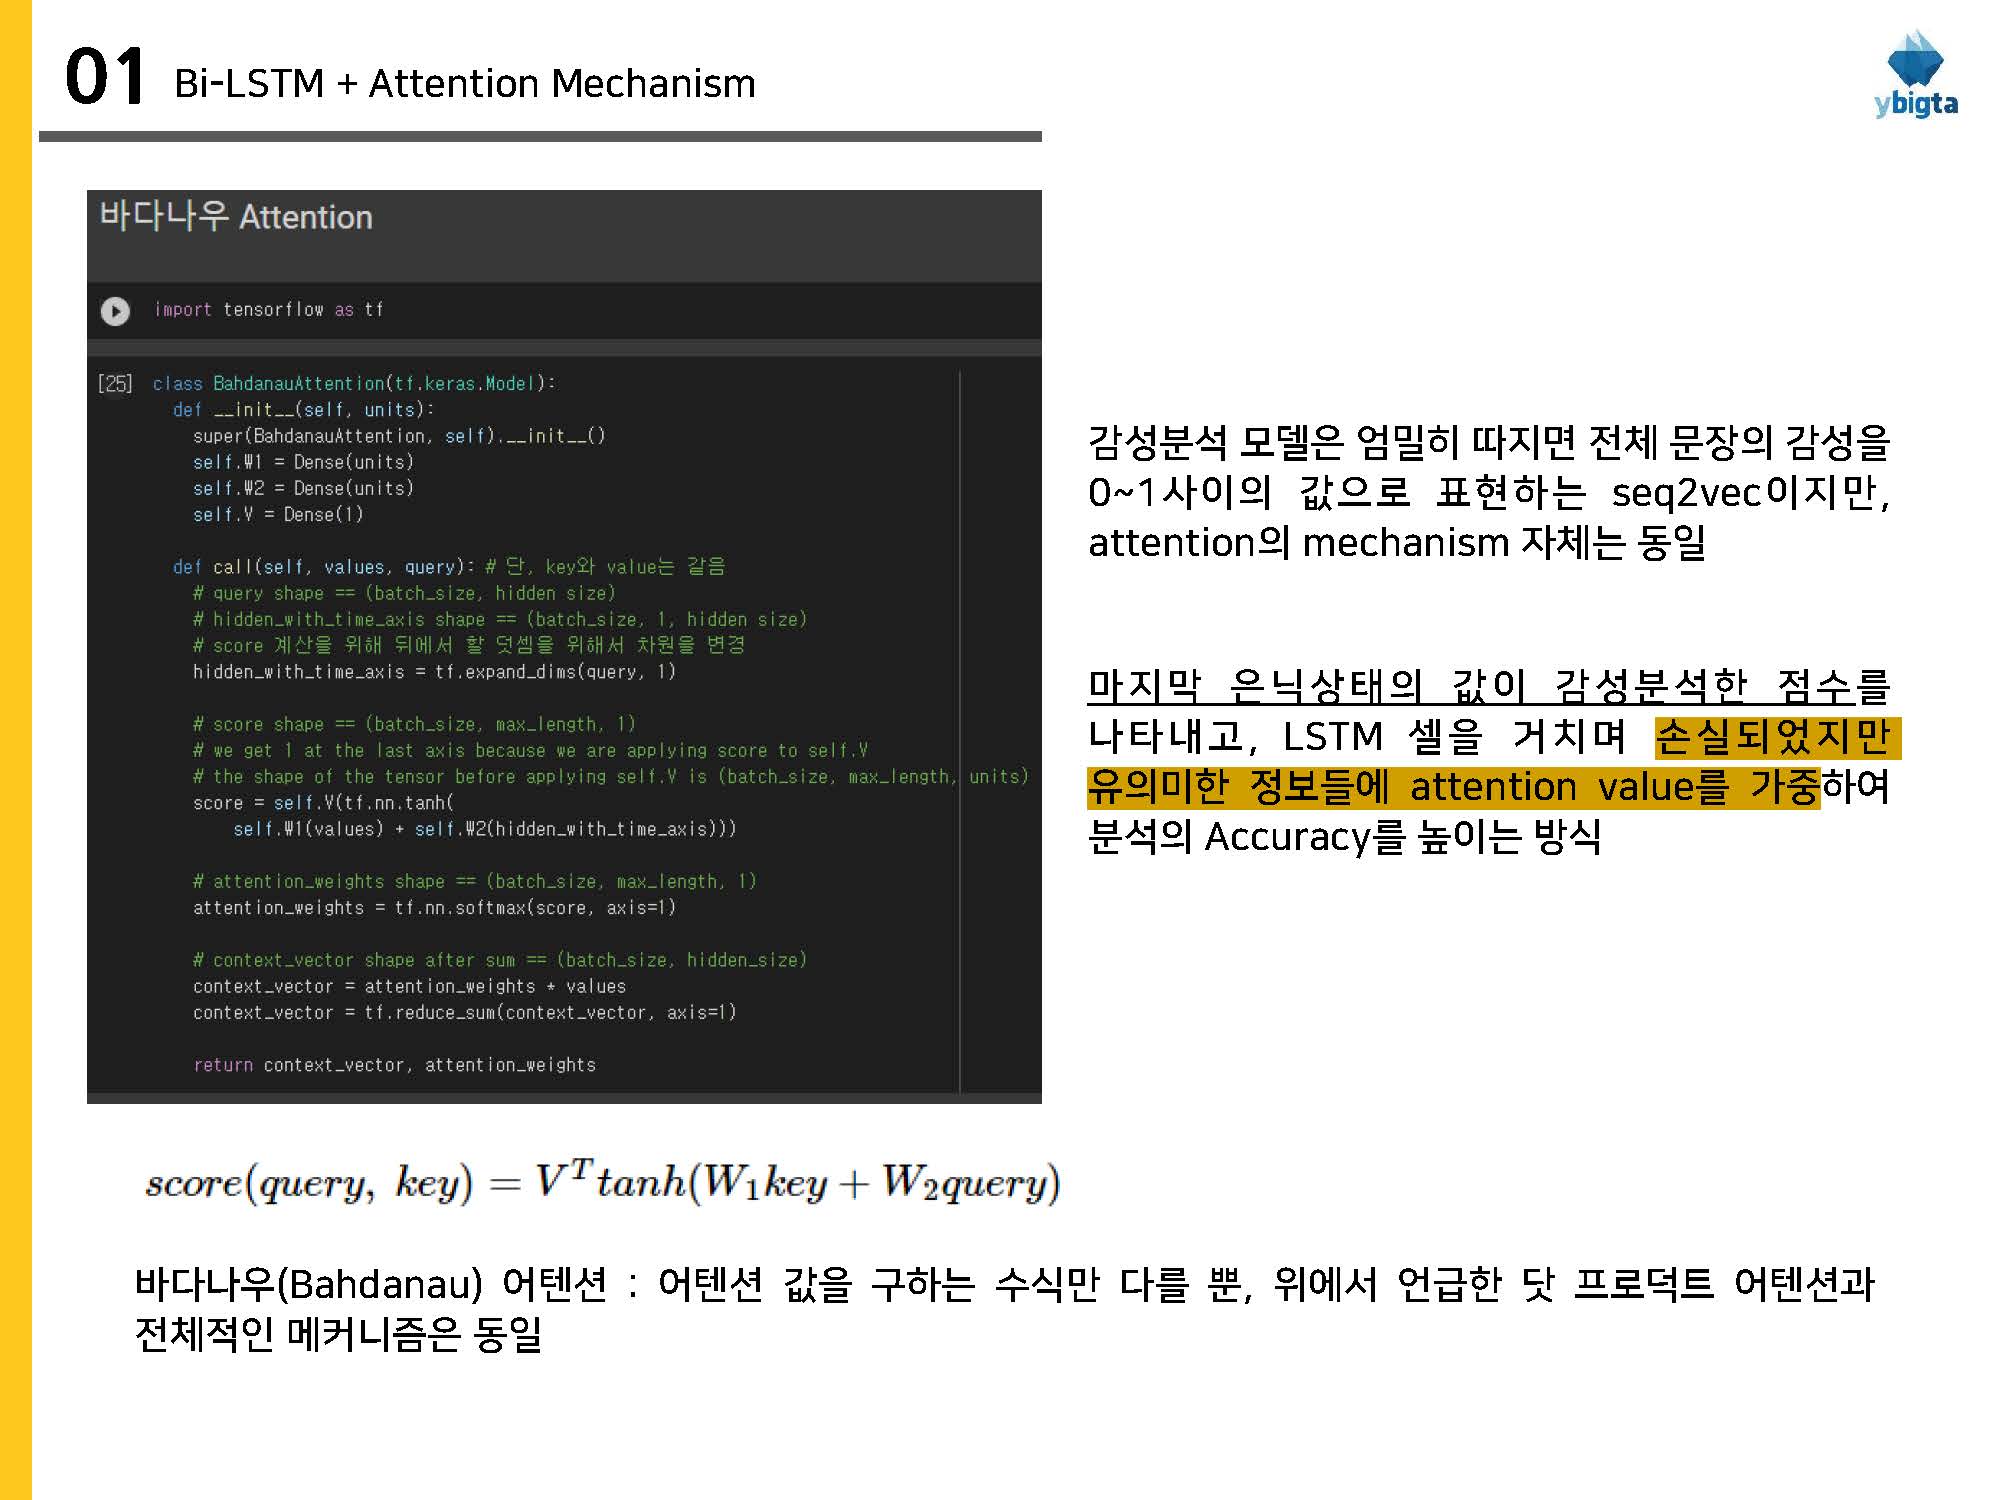 01 Bi-LSTM + Attention Mechanism
ybigta
바다나우 Attention
import tensorflow as tf
[25] class BahdanauAttention(tf.keras.Model):
def __init__(self, units):
super(BahdanauAttention, self).__init__()
self.W1 = Dense(units)
self.W2 = Dense(units)
self.V = Dense(1)
def call(self, values, query): # 단, key와 value는 같음
# query shape == (batch_size, hidden size)
# hidden_with_time_axis shape == (batch_size, 1, hidden size)
# score 계산을 위해 뒤에서 할 덧셈을 위해서 차원을 변경
hidden_with_time_axis = tf.expand_dims(query, 1)
# score shape == (batch_size, max_length, 1)
# we get 1 at the last axis because we are applying score to self.V
# the shape of the tensor before applying self.V is (batch_size, max_length, units)
score = self.V(tf.nn.tanh(
self.W1(values) + self.W2(hidden_with_time_axis)))
# attention_weights shape == (batch_size, max_length, 1)
attention_weights = tf.nn.softmax(score, axis=1)
# context_vector shape after sum == (batch_size, hidden_size)
context_vector = attention_weights * values
context_vector = tf.reduce_sum(context_vector, axis=1)
return context_vector, attention_weights
감성분석 모델은 엄밀히 따지면 전체 문장의 감성을
0~1사이의 값으로 표현하는 seq2vec이지만,
attention의 mechanism 자체는 동일
마지막 은닉상태의 값이 감성분석한 점수를
나타내고, LSTM 셀을 거치며 손실되었지만
유의미한 정보들에 attention value를 가중하여
분석의 Accuracy를 높이는 방식
score(query, key) = V^T tanh(W₁key + W₂query)
바다나우(Bahdanau) 어텐션 : 어텐션 값을 구하는 수식만 다를 뿐, 위에서 언급한 닷 프로덕트 어텐션과
전체적인 메커니즘은 동일